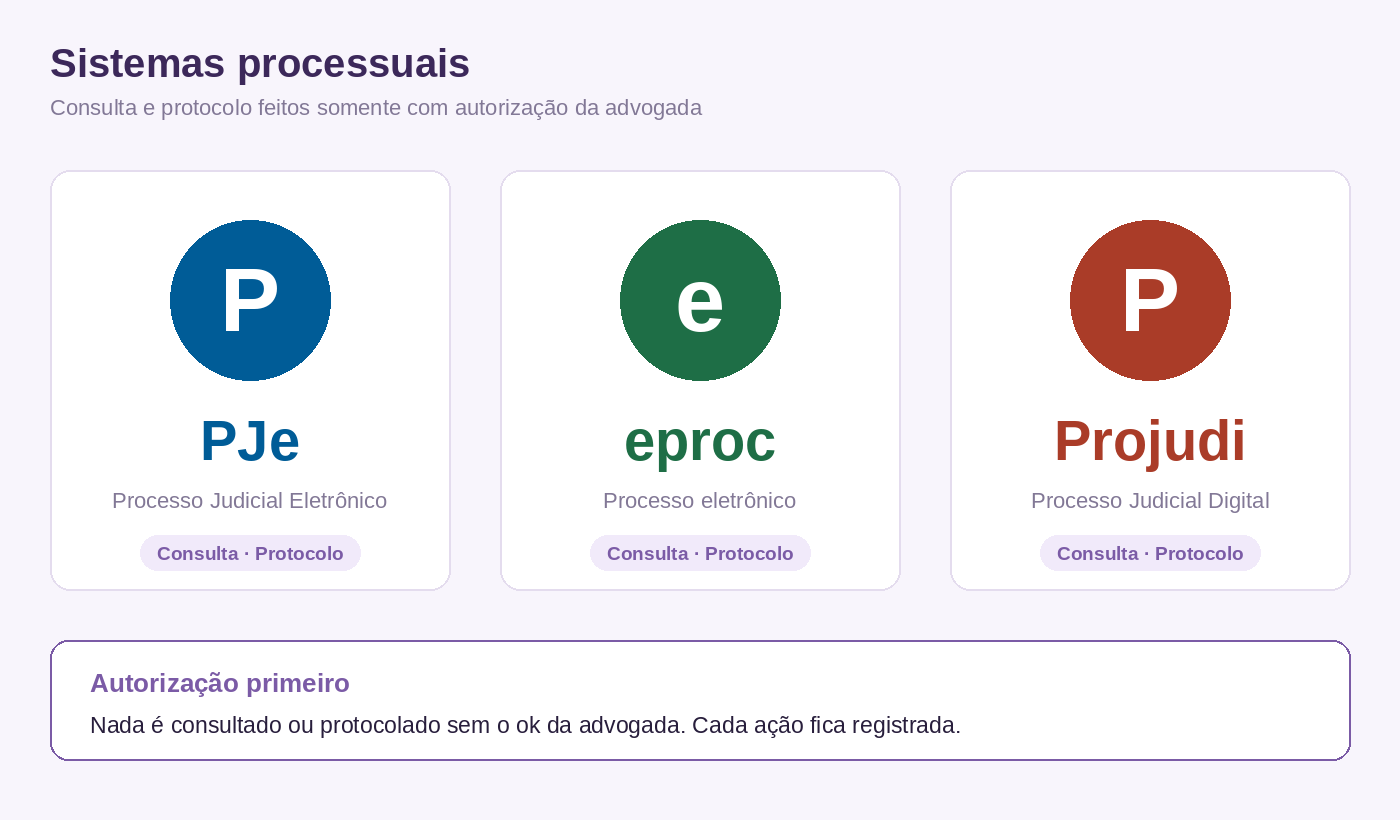 Sistemas processuais
Consulta e protocolo feitos somente com autorização da advogada
P
e
P
PJe
eproc
Projudi
Processo Judicial Eletrônico
Processo eletrônico
Processo Judicial Digital
Consulta · Protocolo
Consulta · Protocolo
Consulta · Protocolo
Autorização primeiro
Nada é consultado ou protocolado sem o ok da advogada. Cada ação fica registrada.